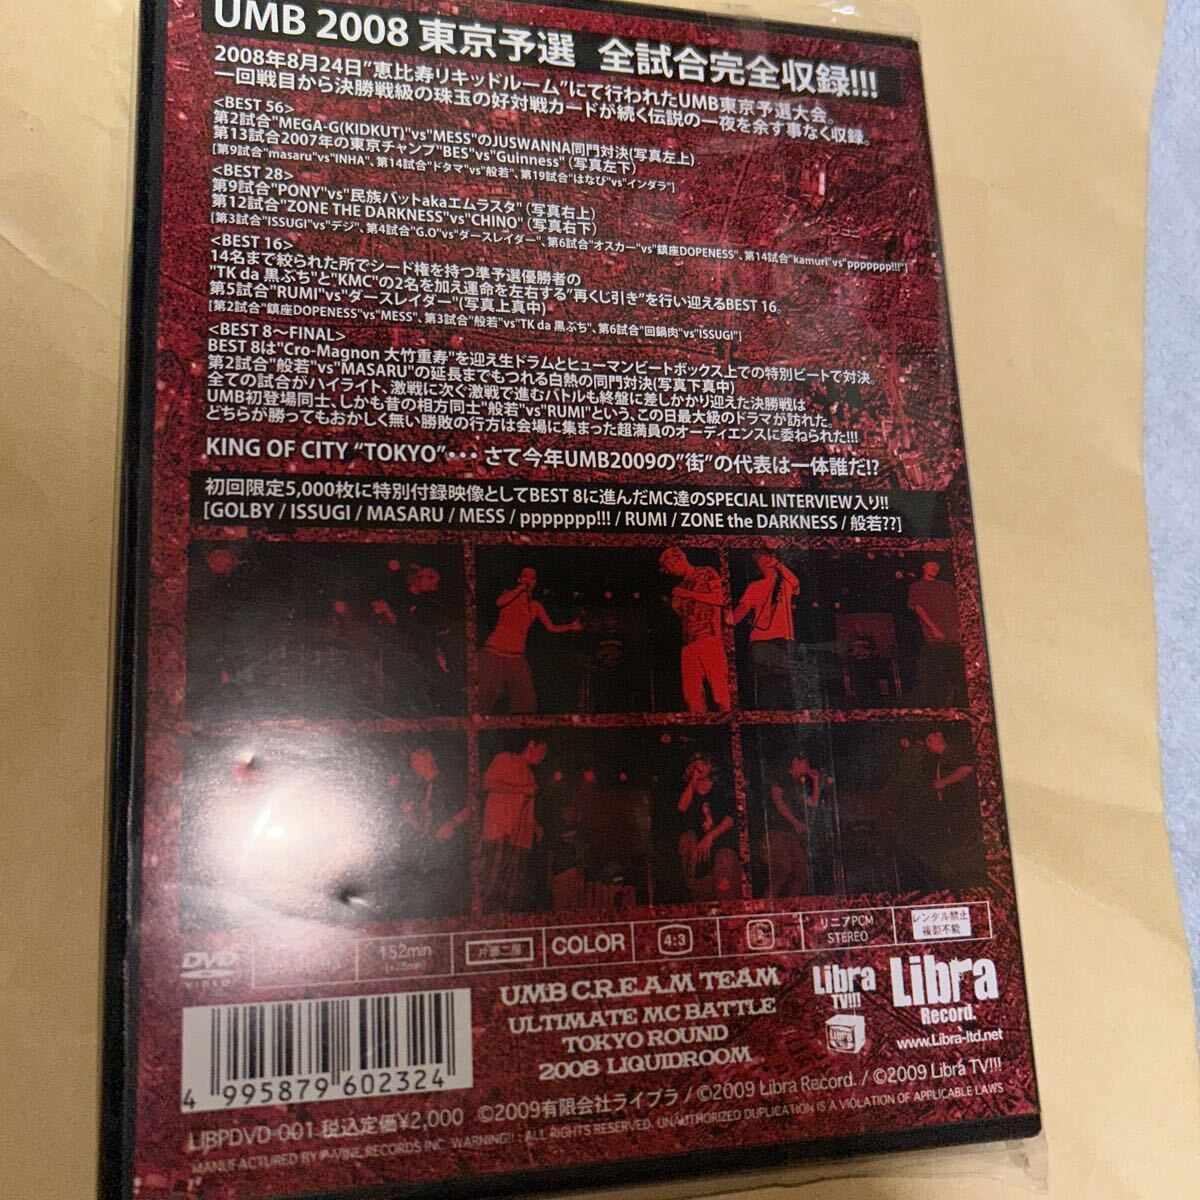 UMB 2008 東京予選 全試合完全収録!!!
2008年8月24日"恵比寿リキッドルーム"にて行われたUMB東京予選大会。
一回戦目から決勝戦級の珠玉の好対戦カードが続く伝説の一夜を余す事なく収録。
<BEST 56>
第2試合"MEGA-G(KIDKUT)"vs"MESS"のJUSWANNA同門対決(写真左上)
第13試合2007年の東京チャンプ"BES"vs"Guinness"(写真左下)
[第9試合"masaru"vs"INHA"、第14試合"ドタマ"vs"般若"、第19試合"はなび"vs"インダラ"]
<BEST 28>
第9試合"PONY"vs"民族バットakaエムラスタ"(写真右上)
第12試合"ZONE THE DARKNESS"vs"CHINO"(写真右下)
[第3試合"ISSUGI"vs"デジ"、第4試合"G.O"vs"ダースレイダー"、第6試合"オスカー"vs"鎮座DOPENESS"、第14試合"kamuri"vs"ppppppp!!!"]
<BEST 16>
14名まで絞られた所でシード権を持つ準予選優勝者の
"TK da 黒ぶち"と"KMC"の2名を加え運命を左右する"再くじ引き"を行い迎えるBEST 16。
第5試合"RUMI"vs"ダースレイダー"(写真上真中)
[第2試合"鎮座DOPENESS"vs"MESS"、第3試合"般若"vs"TK da 黒ぶち"、第6試合"回鍋肉"vs"ISSUGI"]
<BEST 8〜FINAL>
BEST 8は"Cro-Magnon 大竹重寿"を迎え生ドラムとヒューマンビートボックス上での特別ビートで対決。
第2試合"般若"vs"MASARU"の延長までもつれる白熱の同門対決(写真下真中)
全ての試合がハイライト、激戦に次ぐ激戦で進むバトルも終盤に差しかかり迎えた決勝戦は
UMB初登場同士、しかも昔の相方同士"般若"vs"RUMI"という、この日最大級のドラマが訪れた。
どちらが勝ってもおかしく無い勝敗の行方は会場に集まった超満員のオーディエンスに委ねられた!!!
KING OF CITY “TOKYO”・・・ さて今年UMB2009の"街"の代表は一体誰だ!?
初回限定5,000枚に特別付録映像としてBEST 8に進んだMC達のSPECIAL INTERVIEW入り!!
[GOLBY / ISSUGI / MASARU / MESS / ppppppp!!! / RUMI / ZONE the DARKNESS / 般若??]
DVD VIDEO
152min
片面二層
COLOR
4:3
2
リニアPCM STEREO
レンタル禁止 複製不能
UMB C.R.E.A.M TEAM
ULTIMATE MC BATTLE
TOKYO ROUND
2008 LIQUIDROOM
Libra TV!!!
Libra Record.
www.Libra-ltd.net
4 995879 602324
LIBPDVD-001 税込定価¥2,000 ©2009有限会社ライブラ / ©2009 Libra Record. / ©2009 Libra TV!!!
MANUFACTURED BY P-VINE RECORDS INC. WARNING!! : ALL RIGHTS RESERVED. UNAUTHORIZED DUPLICATION IS A VIOLATION OF APPLICABLE LAWS